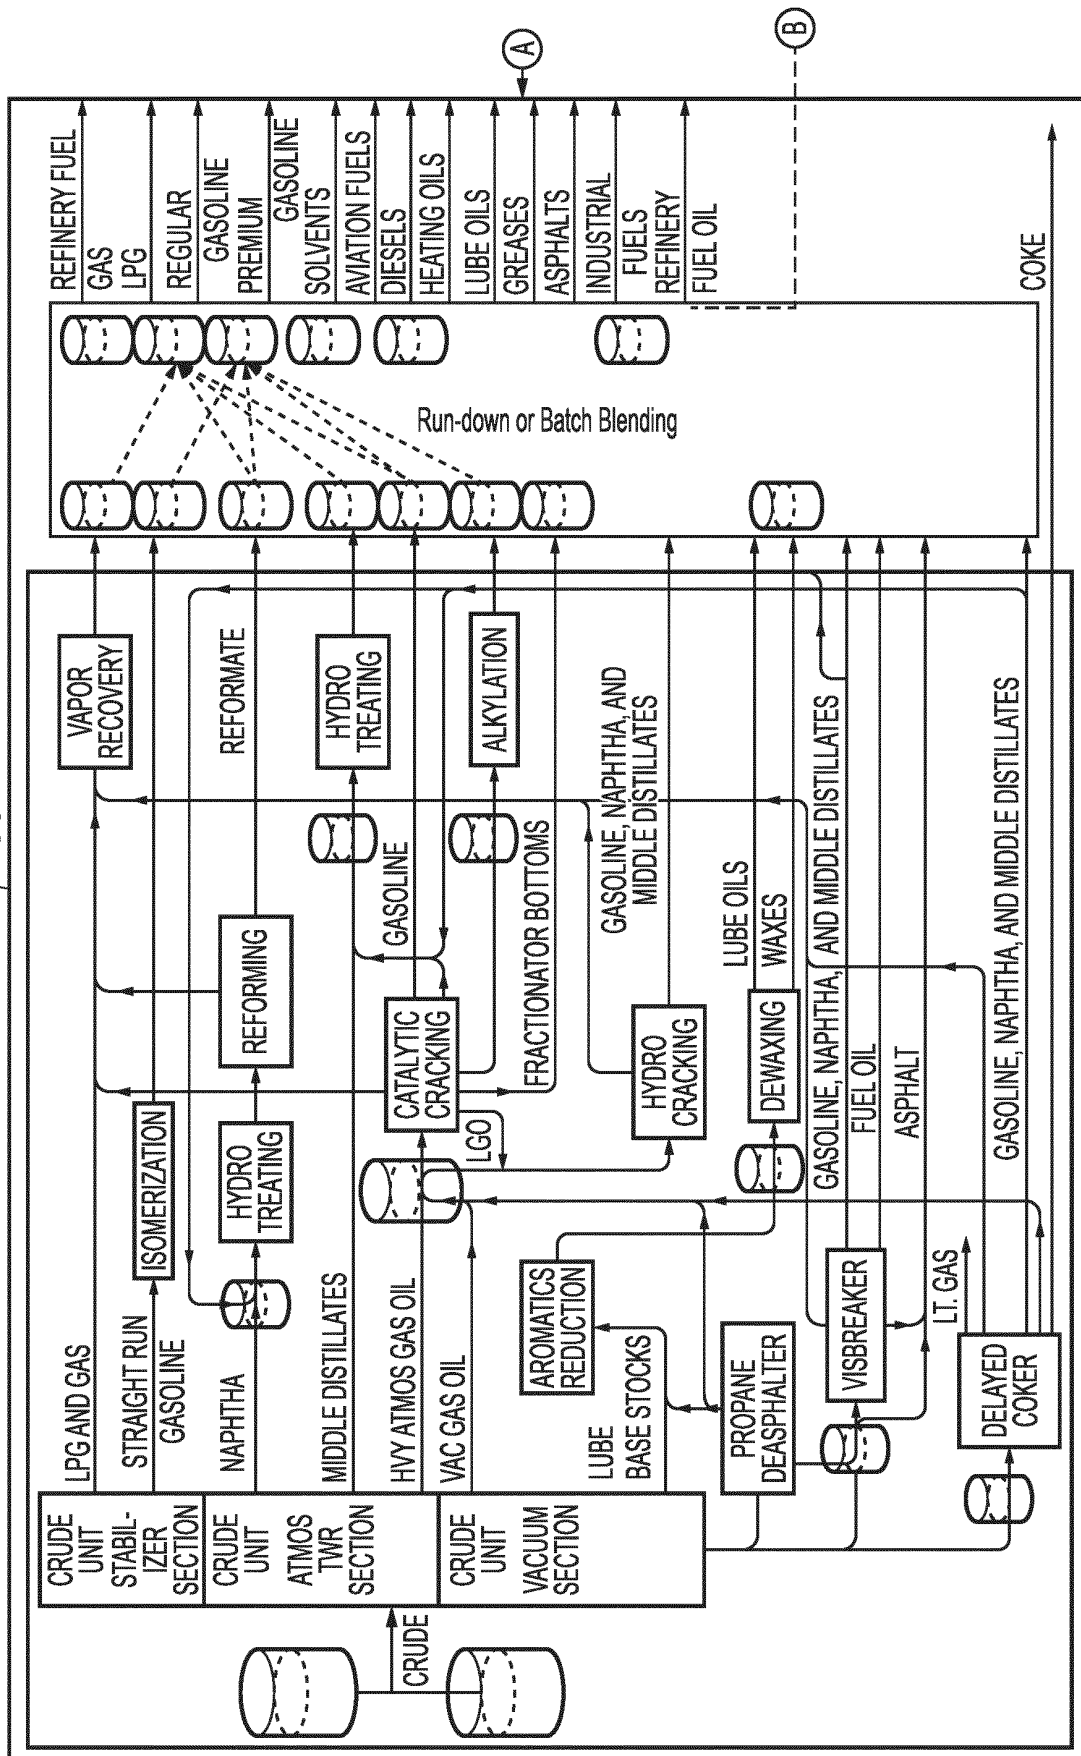 CRUDE
CRUDE
UNIT
STABIL-
IZER
SECTION
CRUDE
UNIT
ATMOS
TWR
SECTION
CRUDE
UNIT
VACUUM
SECTION
LPG AND GAS
STRAIGHT RUN
GASOLINE
NAPHTHA
MIDDLE DISTILLATES
HVY ATMOS GAS OIL
VAC GAS OIL
LUBE
BASE STOCKS
ISOMERIZATION
HYDRO
TREATING
REFORMING
REFORMATE
VAPOR
RECOVERY
HYDRO
TREATING
GASOLINE
CATALYTIC
CRACKING
LGO
FRACTIONATOR BOTTOMS
ALKYLATION
HYDRO
CRACKING
GASOLINE, NAPHTHA, AND
MIDDLE DISTILLATES
AROMATICS
REDUCTION
DEWAXING
LUBE OILS
WAXES
PROPANE
DEASPHALTER
VISBREAKER
GASOLINE, NAPHTHA, AND MIDDLE DISTILLATES
FUEL OIL
ASPHALT
LT. GAS
DELAYED
COKER
GASOLINE, NAPHTHA, AND MIDDLE DISTILLATES
Run-down or Batch Blending
REFINERY FUEL
GAS
LPG
REGULAR
GASOLINE
PREMIUM
GASOLINE
SOLVENTS
AVIATION FUELS
DIESELS
HEATING OILS
LUBE OILS
GREASES
ASPHALTS
INDUSTRIAL
FUELS
REFINERY
FUEL OIL
COKE
A
B